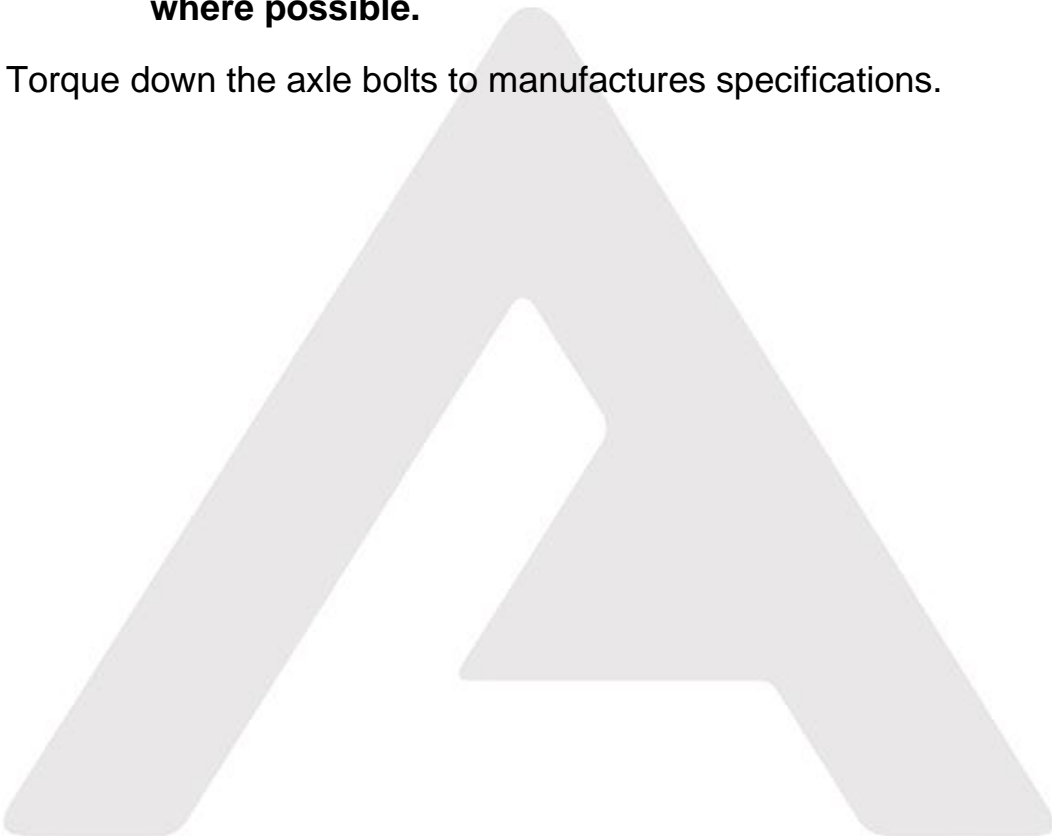 where possible.
Torque down the axle bolts to manufactures specifications.